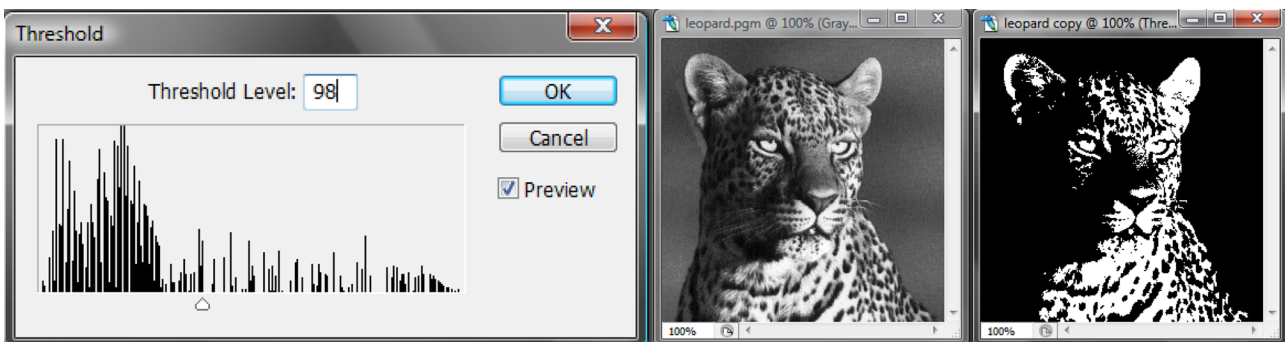 Threshold
Threshold Level: 98
OK
Cancel
Preview
leopard.pgm @ 100% (Gray...
100%
leopard copy @ 100% (Thre...
100%